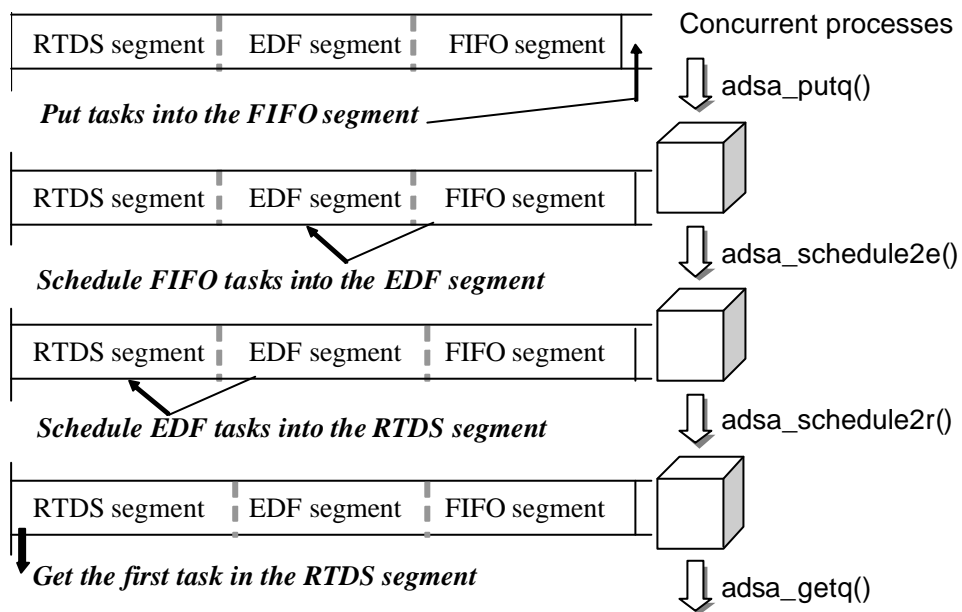 Concurrent processes
RTDS segment EDF segment FIFO segment
adsa_putq()
Put tasks into the FIFO segment
RTDS segment EDF segment FIFO segment
adsa_schedule2e()
Schedule FIFO tasks into the EDF segment
RTDS segment EDF segment FIFO segment
adsa_schedule2r()
Schedule EDF tasks into the RTDS segment
RTDS segment EDF segment FIFO segment
Get the first task in the RTDS segment
adsa_getq()